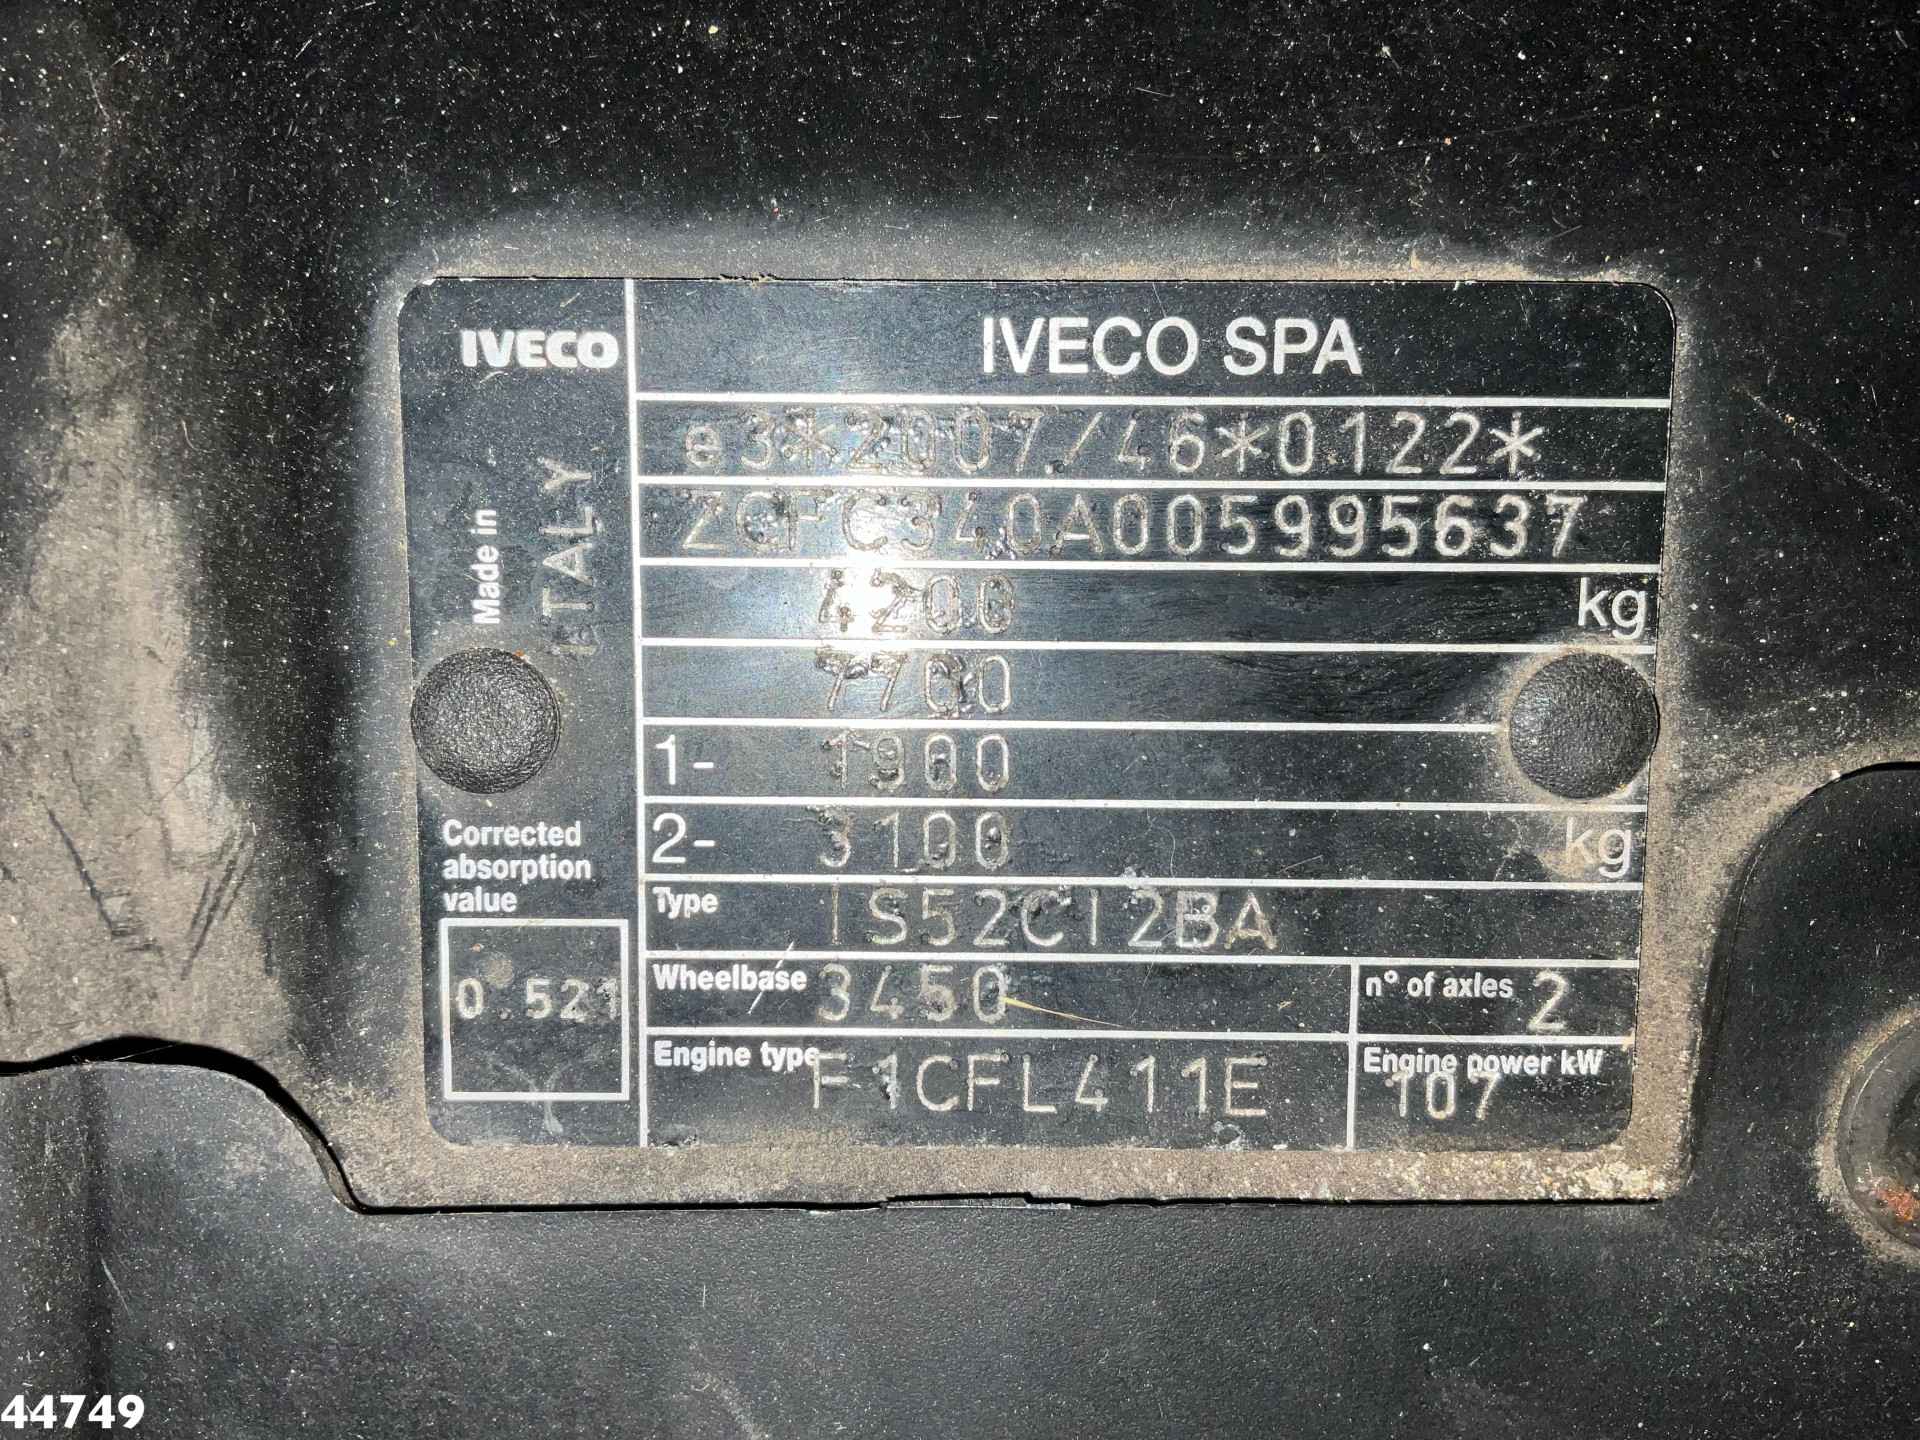 IVECO
IVECO SPA
Made in
ITALY
e3*2007/46*0122*
ZCFC340A005995637
4200 kg
7700
1- 1900
2- 3100 kg
Corrected
absorption
value
0.521
Type IS52CI2BA
Wheelbase 3450
n° of axles 2
Engine type F1CFL411E
Engine power kW
107
44749